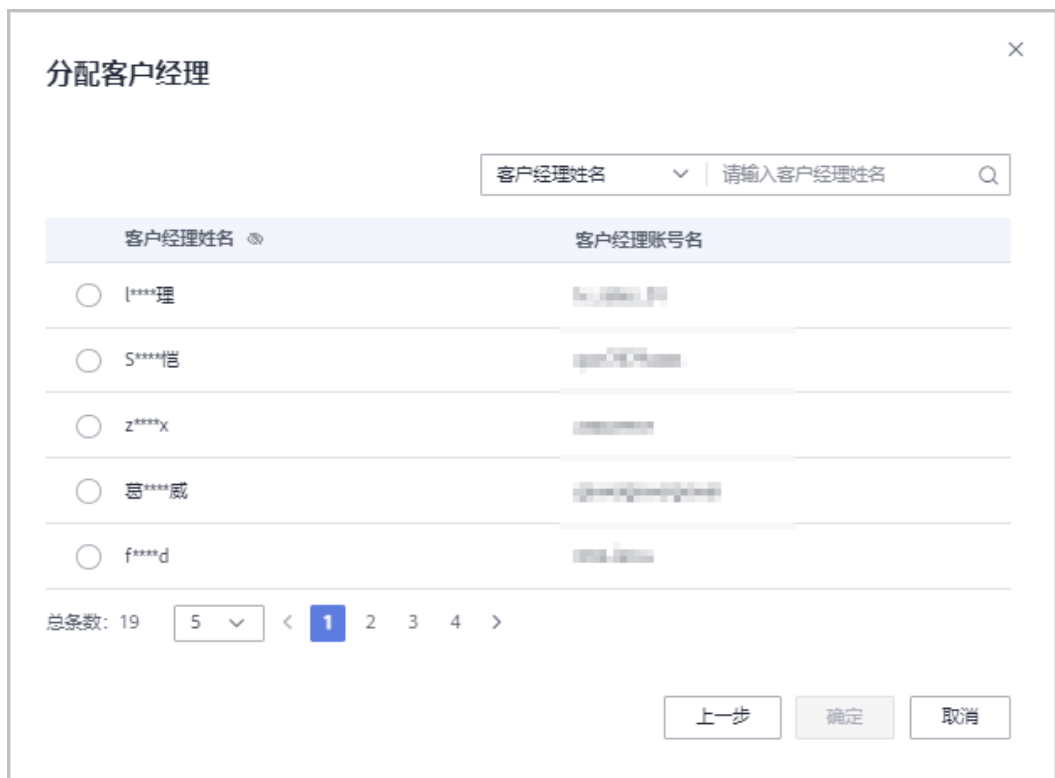 分配客户经理
客户经理姓名 请输入客户经理姓名
客户经理姓名 客户经理账号名
l****理
S****恺
z****x
葛****威
f****d
总条数: 19 5 1 2 3 4
上一步 确定 取消